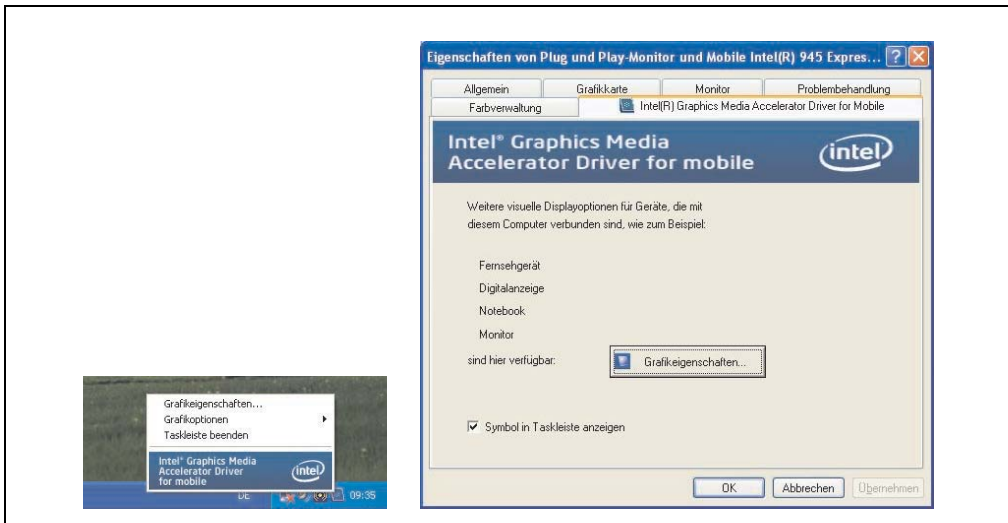 Eigenschaften von Plug und Play-Monitor und Mobile Intel(R) 945 Expres...
Allgemein
Grafikkarte
Monitor
Problembehandlung
Farbverwaltung
Intel(R) Graphics Media Accelerator Driver for Mobile
Intel® Graphics Media
Accelerator Driver for mobile
intel
Weitere visuelle Displayoptionen für Geräte, die mit
diesem Computer verbunden sind, wie zum Beispiel:
Fernsehgerät
Digitalanzeige
Notebook
Monitor
sind hier verfügbar:
Grafikeigenschaften...
Symbol in Taskleiste anzeigen
OK
Abbrechen
Übernehmen
Grafikeigenschaften...
Grafikoptionen
Taskleiste beenden
Intel® Graphics Media
Accelerator Driver
for mobile
intel
DE
09:35